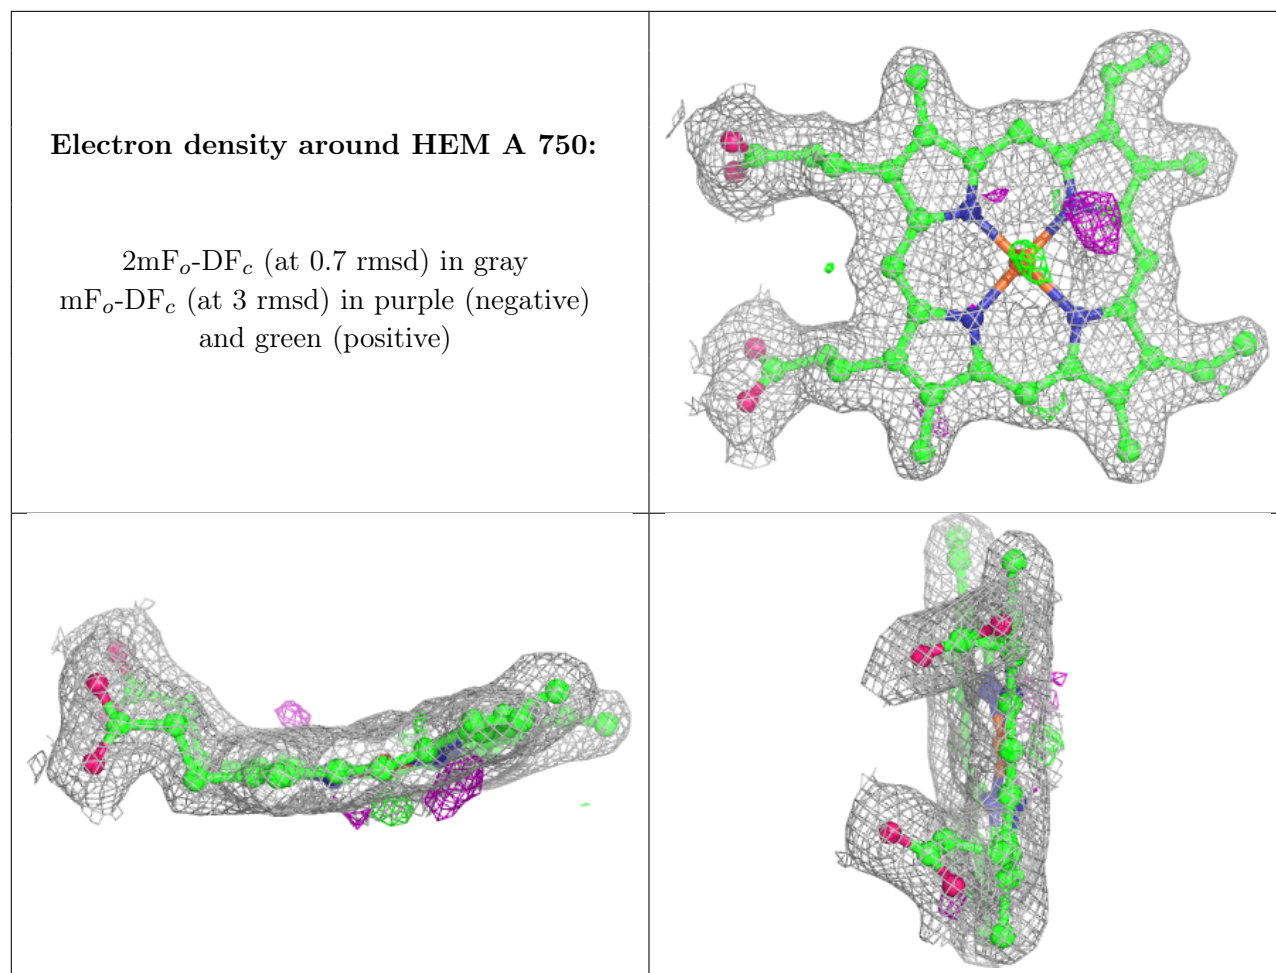 Electron density around HEM A 750:
2mFₒ-DF𝒸 (at 0.7 rmsd) in gray
mFₒ-DF𝒸 (at 3 rmsd) in purple (negative)
and green (positive)